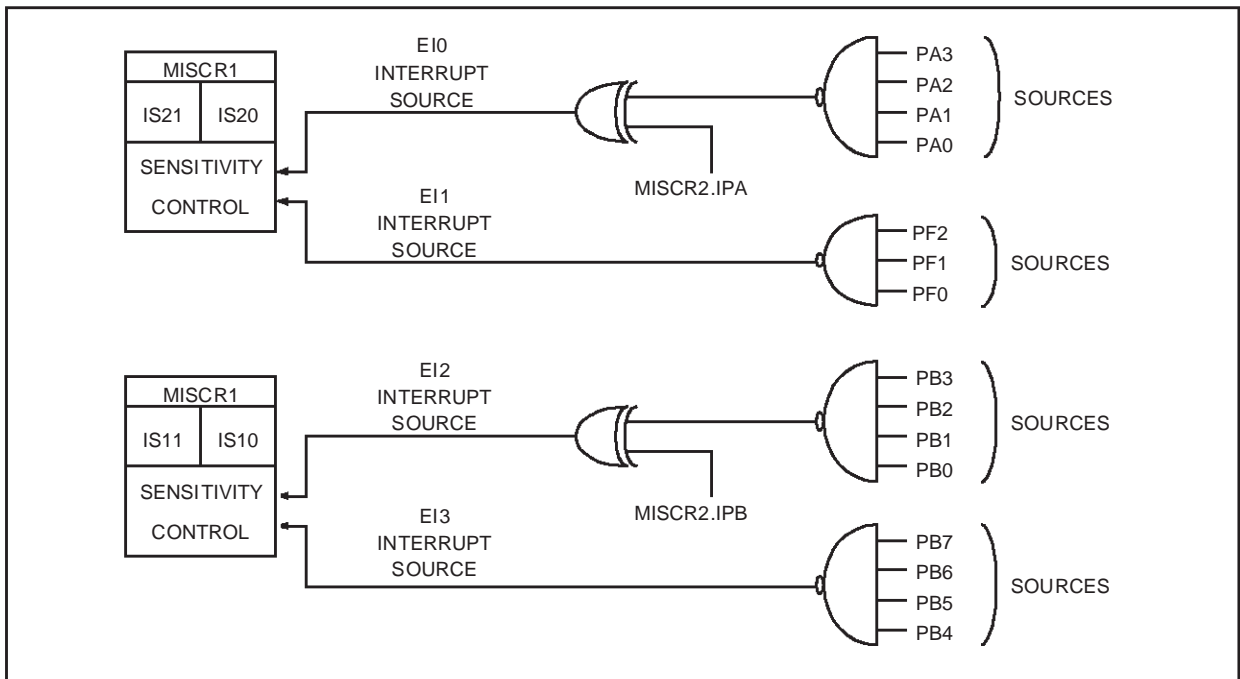 MISCR1
IS21 IS20
SENSITIVITY
CONTROL
EI0
INTERRUPT
SOURCE
MISCR2.IPA
PA3
PA2
PA1
PA0
SOURCES
EI1
INTERRUPT
SOURCE
PF2
PF1
PF0
SOURCES
MISCR1
IS11 IS10
SENSITIVITY
CONTROL
EI2
INTERRUPT
SOURCE
MISCR2.IPB
PB3
PB2
PB1
PB0
SOURCES
EI3
INTERRUPT
SOURCE
PB7
PB6
PB5
PB4
SOURCES